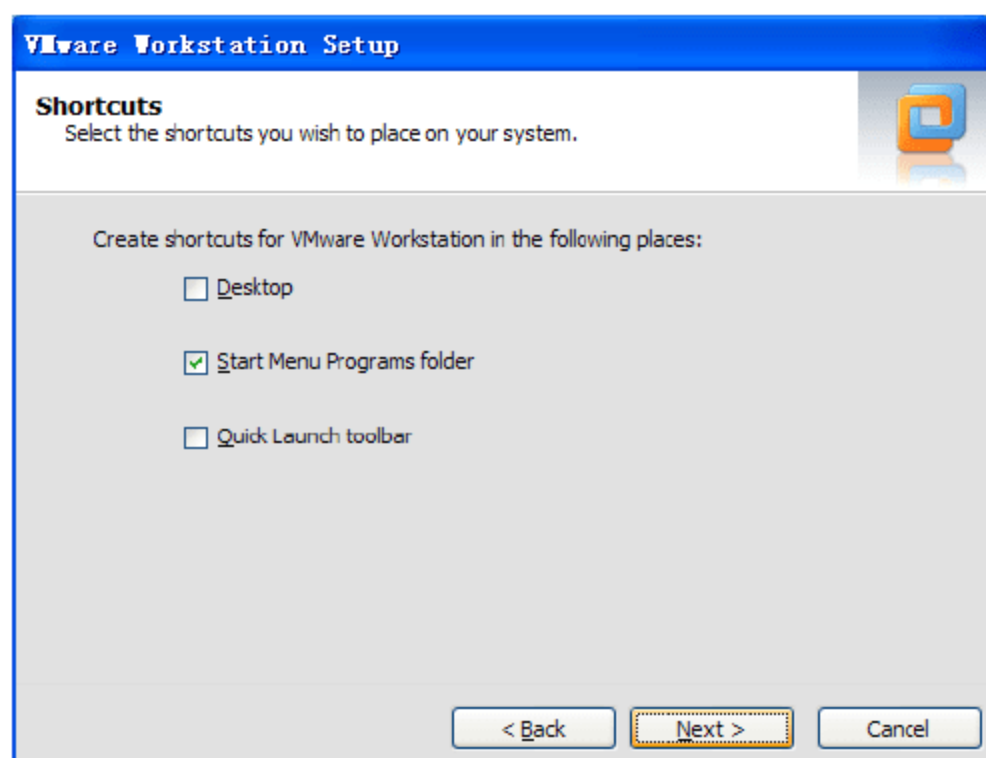 VMware Workstation Setup
Shortcuts
Select the shortcuts you wish to place on your system.
Create shortcuts for VMware Workstation in the following places:
Desktop
Start Menu Programs folder
Quick Launch toolbar
< Back Next > Cancel